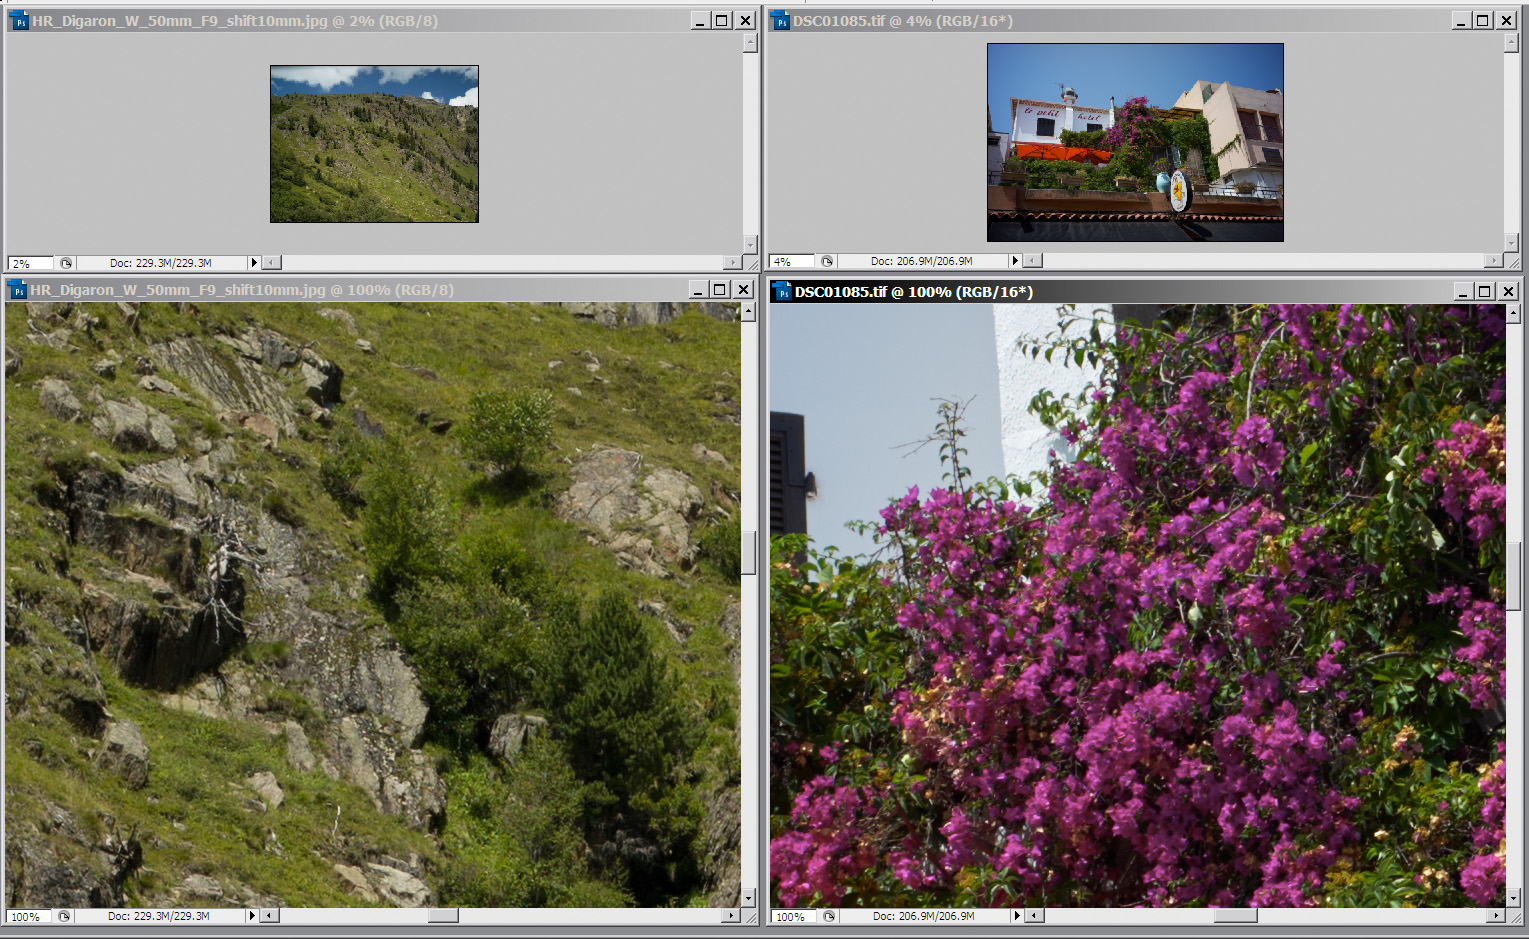 HR_Digaron_W_50mm_F9_shift10mm.jpg @ 2% (RGB/8)
DSC01085.tif @ 4% (RGB/16*)
le petit hotel
2%
Doc: 229.3M/229.3M
4%
Doc: 206.9M/206.9M
HR_Digaron_W_50mm_F9_shift10mm.jpg @ 100% (RGB/8)
DSC01085.tif @ 100% (RGB/16*)
100%
Doc: 229.3M/229.3M
100%
Doc: 206.9M/206.9M